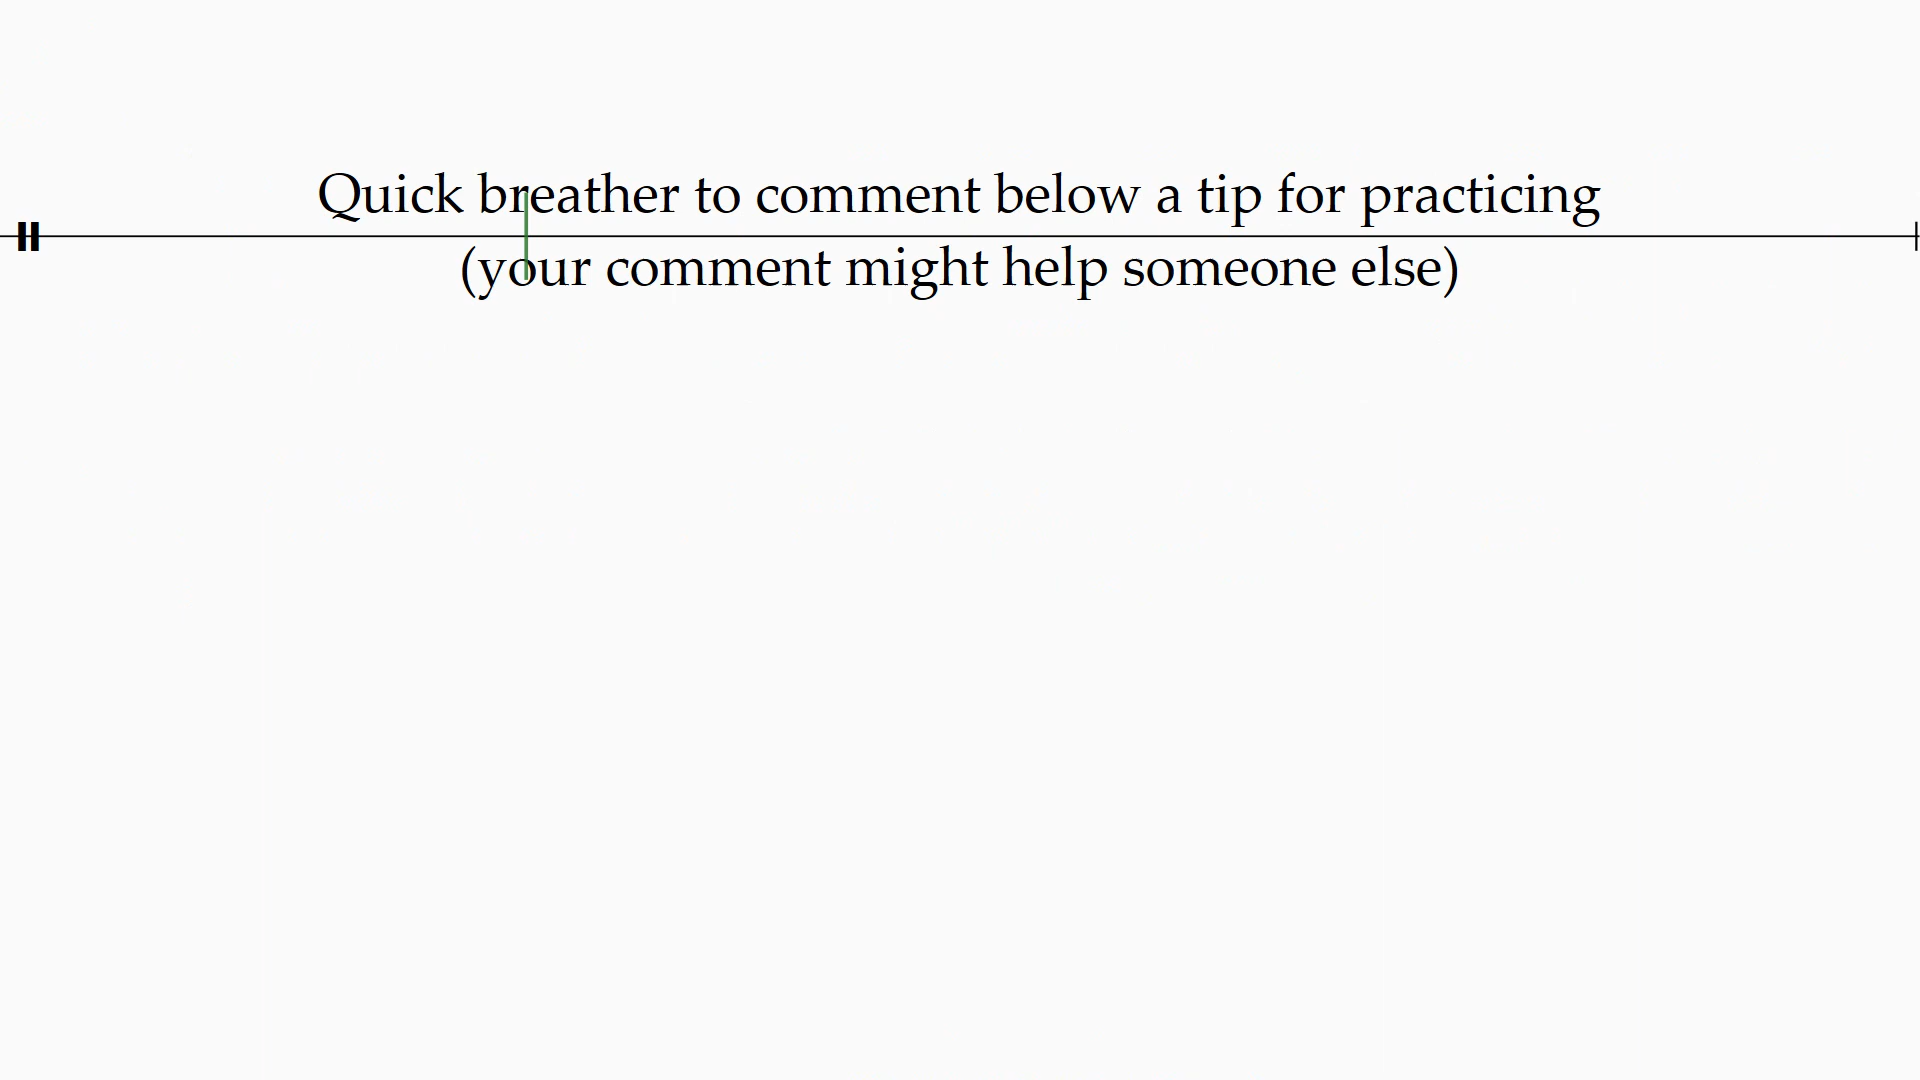 Quick breather to comment below a tip for practicing
(your comment might help someone else)